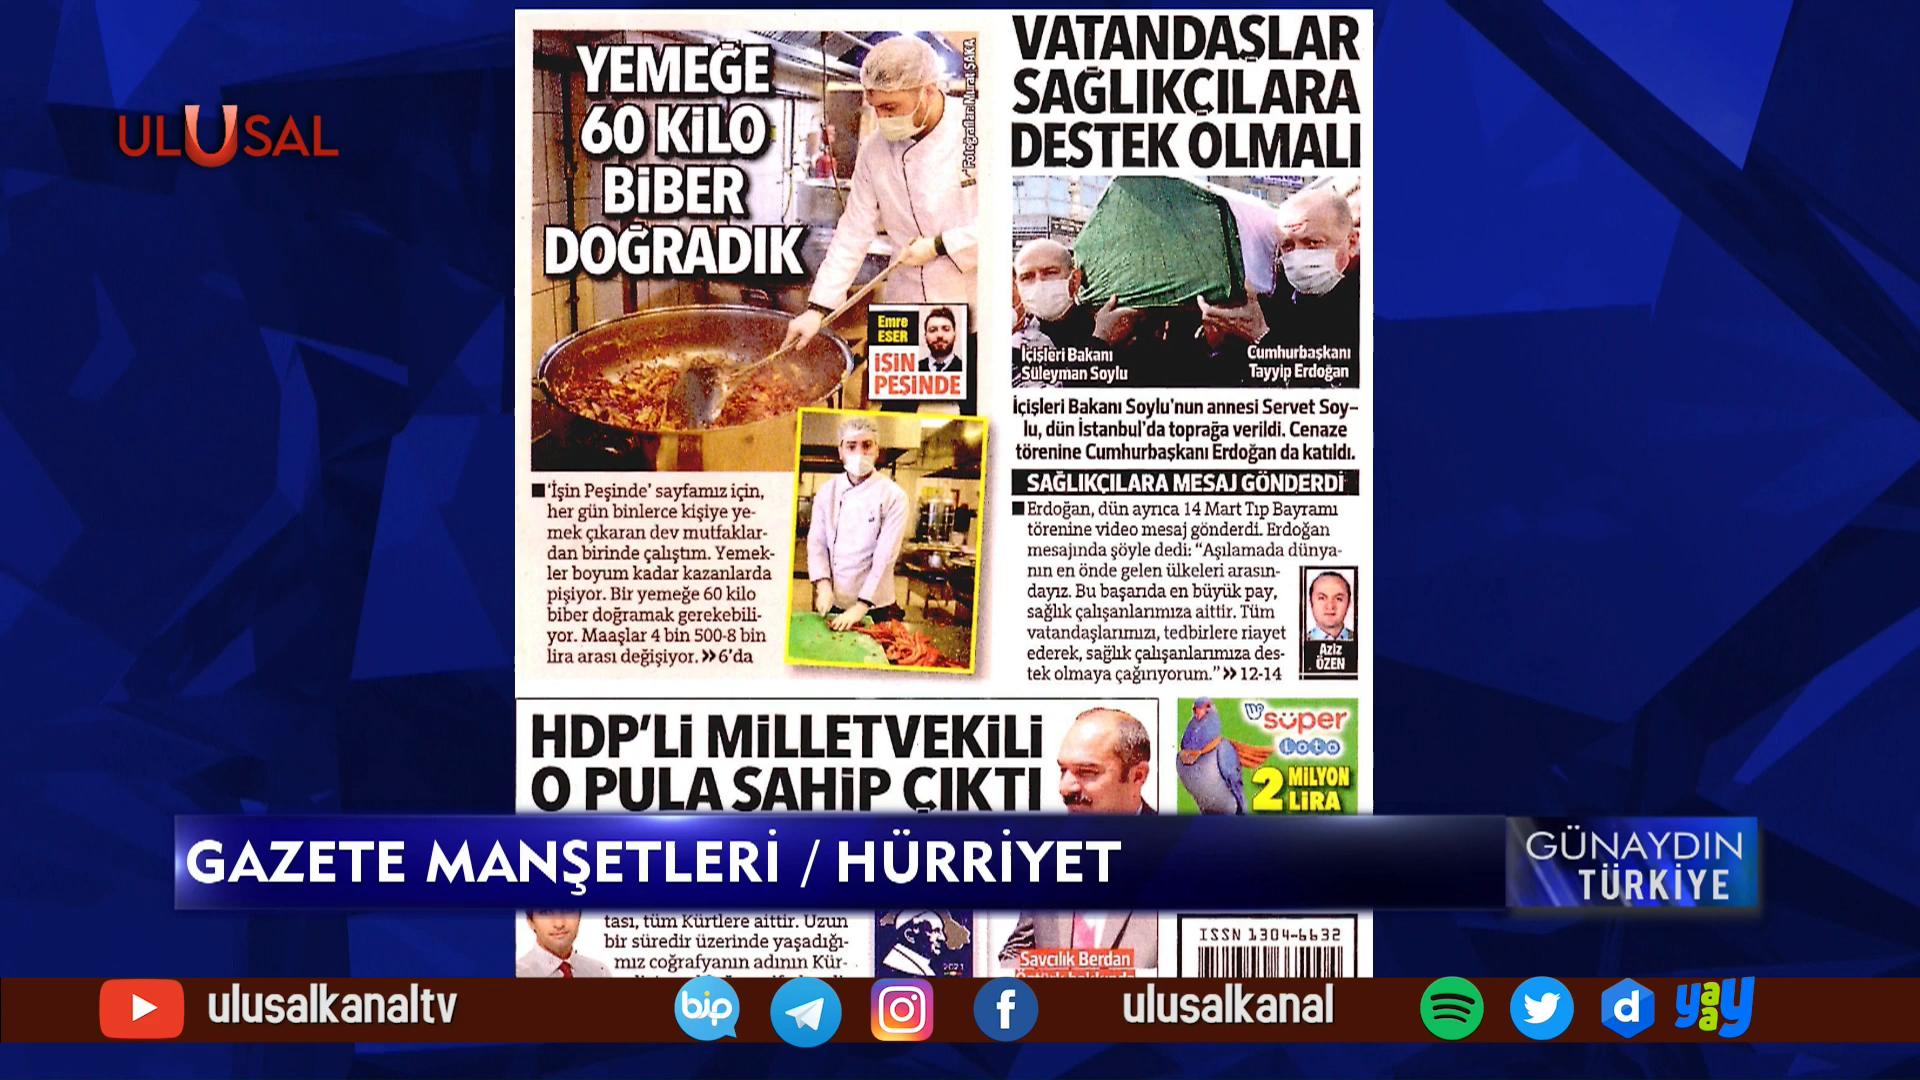 ULUSAL
YEMEĞE
60 KİLO
BİBER
DOĞRADIK
Fotoğraflar: Murat ŞAKA
Emre
ESER
İŞİN
PEŞİNDE
'İşin Peşinde' sayfamız için,
her gün binlerce kişiye ye-
mek çıkaran dev mutfaklar-
dan birinde çalıştım. Yemek-
ler boyum kadar kazanlarda
pişiyor. Bir yemeğe 60 kilo
biber doğramak gerekebili-
yor. Maaşlar 4 bin 500-8 bin
lira arası değişiyor. »6'da
VATANDAŞLAR
SAĞLIKÇILARA
DESTEK OLMALI
İçişleri Bakanı
Süleyman Soylu
Cumhurbaşkanı
Tayyip Erdoğan
İçişleri Bakanı Soylu'nun annesi Servet Soy-
lu, dün İstanbul'da toprağa verildi. Cenaze
törenine Cumhurbaşkanı Erdoğan da katıldı.
SAĞLIKÇILARA MESAJ GÖNDERDİ
Erdoğan, dün ayrıca 14 Mart Tıp Bayramı
törenine video mesaj gönderdi. Erdoğan
mesajında şöyle dedi: “Aşılamada dünya-
nın en önde gelen ülkeleri arasın-
dayız. Bu başarıda en büyük pay,
sağlık çalışanlarımıza aittir. Tüm
vatandaşlarımızı, tedbirlere riayet
ederek, sağlık çalışanlarımıza des-
tek olmaya çağırıyorum.” » 12-14
Aziz
ÖZEN
HDP'Lİ MİLLETVEKİLİ
O PULA SAHİP ÇIKTI
süper
loto
2 MİLYON
LİRA
GAZETE MANŞETLERİ / HÜRRİYET
GÜNAYDIN
TÜRKİYE
tası, tüm Kürtlere aittir. Uzun
bir süredir üzerinde yaşadığı-
mız coğrafyanın adının Kür-
2021
Savcılık Berdan
ISSN 1304-6632
ulusalkanaltv
bip
ulusalkanal
d
yaay